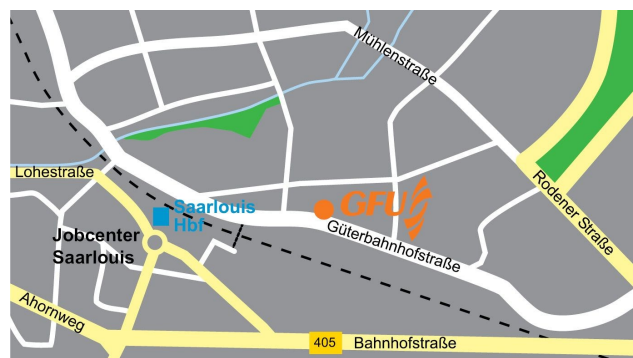 Mühlenstraße
Lohestraße
Saarlouis
Hbf
GFU
Rodener Straße
Jobcenter
Saarlouis
Güterbahnhofstraße
Ahornweg
405
Bahnhofstraße